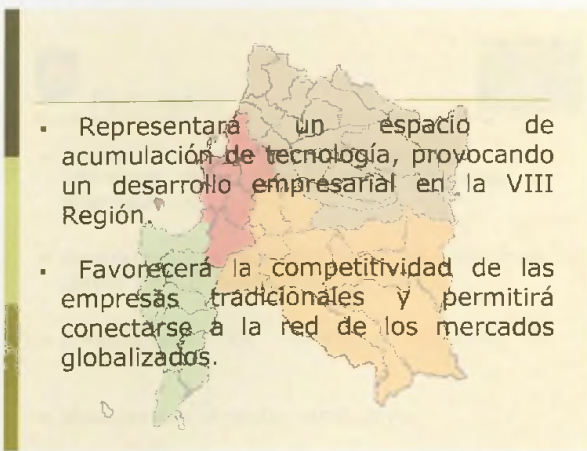 ▪ Representará un espacio de
acumulación de tecnología, provocando
un desarrollo empresarial en la VIII
Región.
▪ Favorecerá la competitividad de las
empresas tradicionales y permitirá
conectarse a la red de los mercados
globalizados.